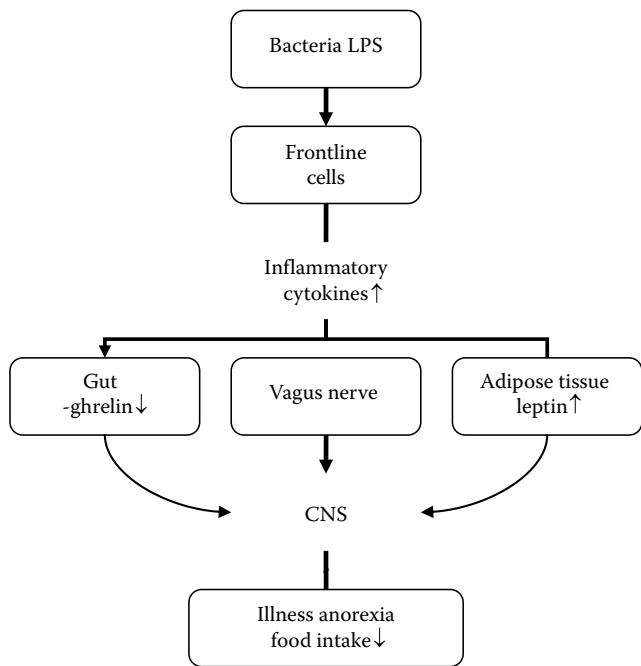 Bacteria LPS
Frontline
cells
Inflammatory
cytokines↑
Gut
-ghrelin↓
Vagus nerve
Adipose tissue
leptin↑
CNS
Illness anorexia
food intake↓